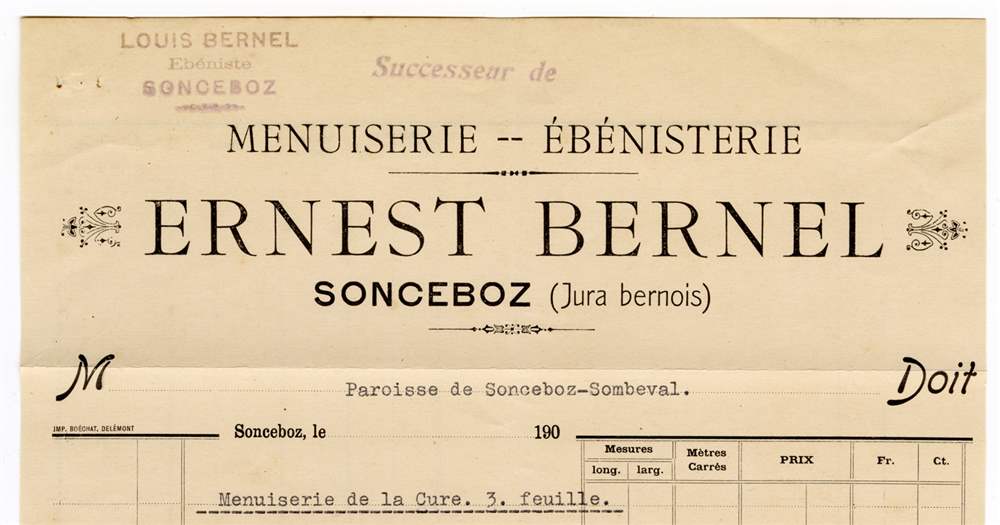 LOUIS BERNEL
Ebéniste
SONCEBOZ
Successeur de
MENUISERIE -- ÉBÉNISTERIE
ERNEST BERNEL
SONCEBOZ (Jura bernois)
M Paroisse de Sonceboz-Sombeval. Doit
IMP. BOÉCHAT, DELÉMONT
Sonceboz, le 190
Mesures Mètres Carrés PRIX Fr. Ct.
long. larg.
Menuiserie de la Cure. 3. feuille.